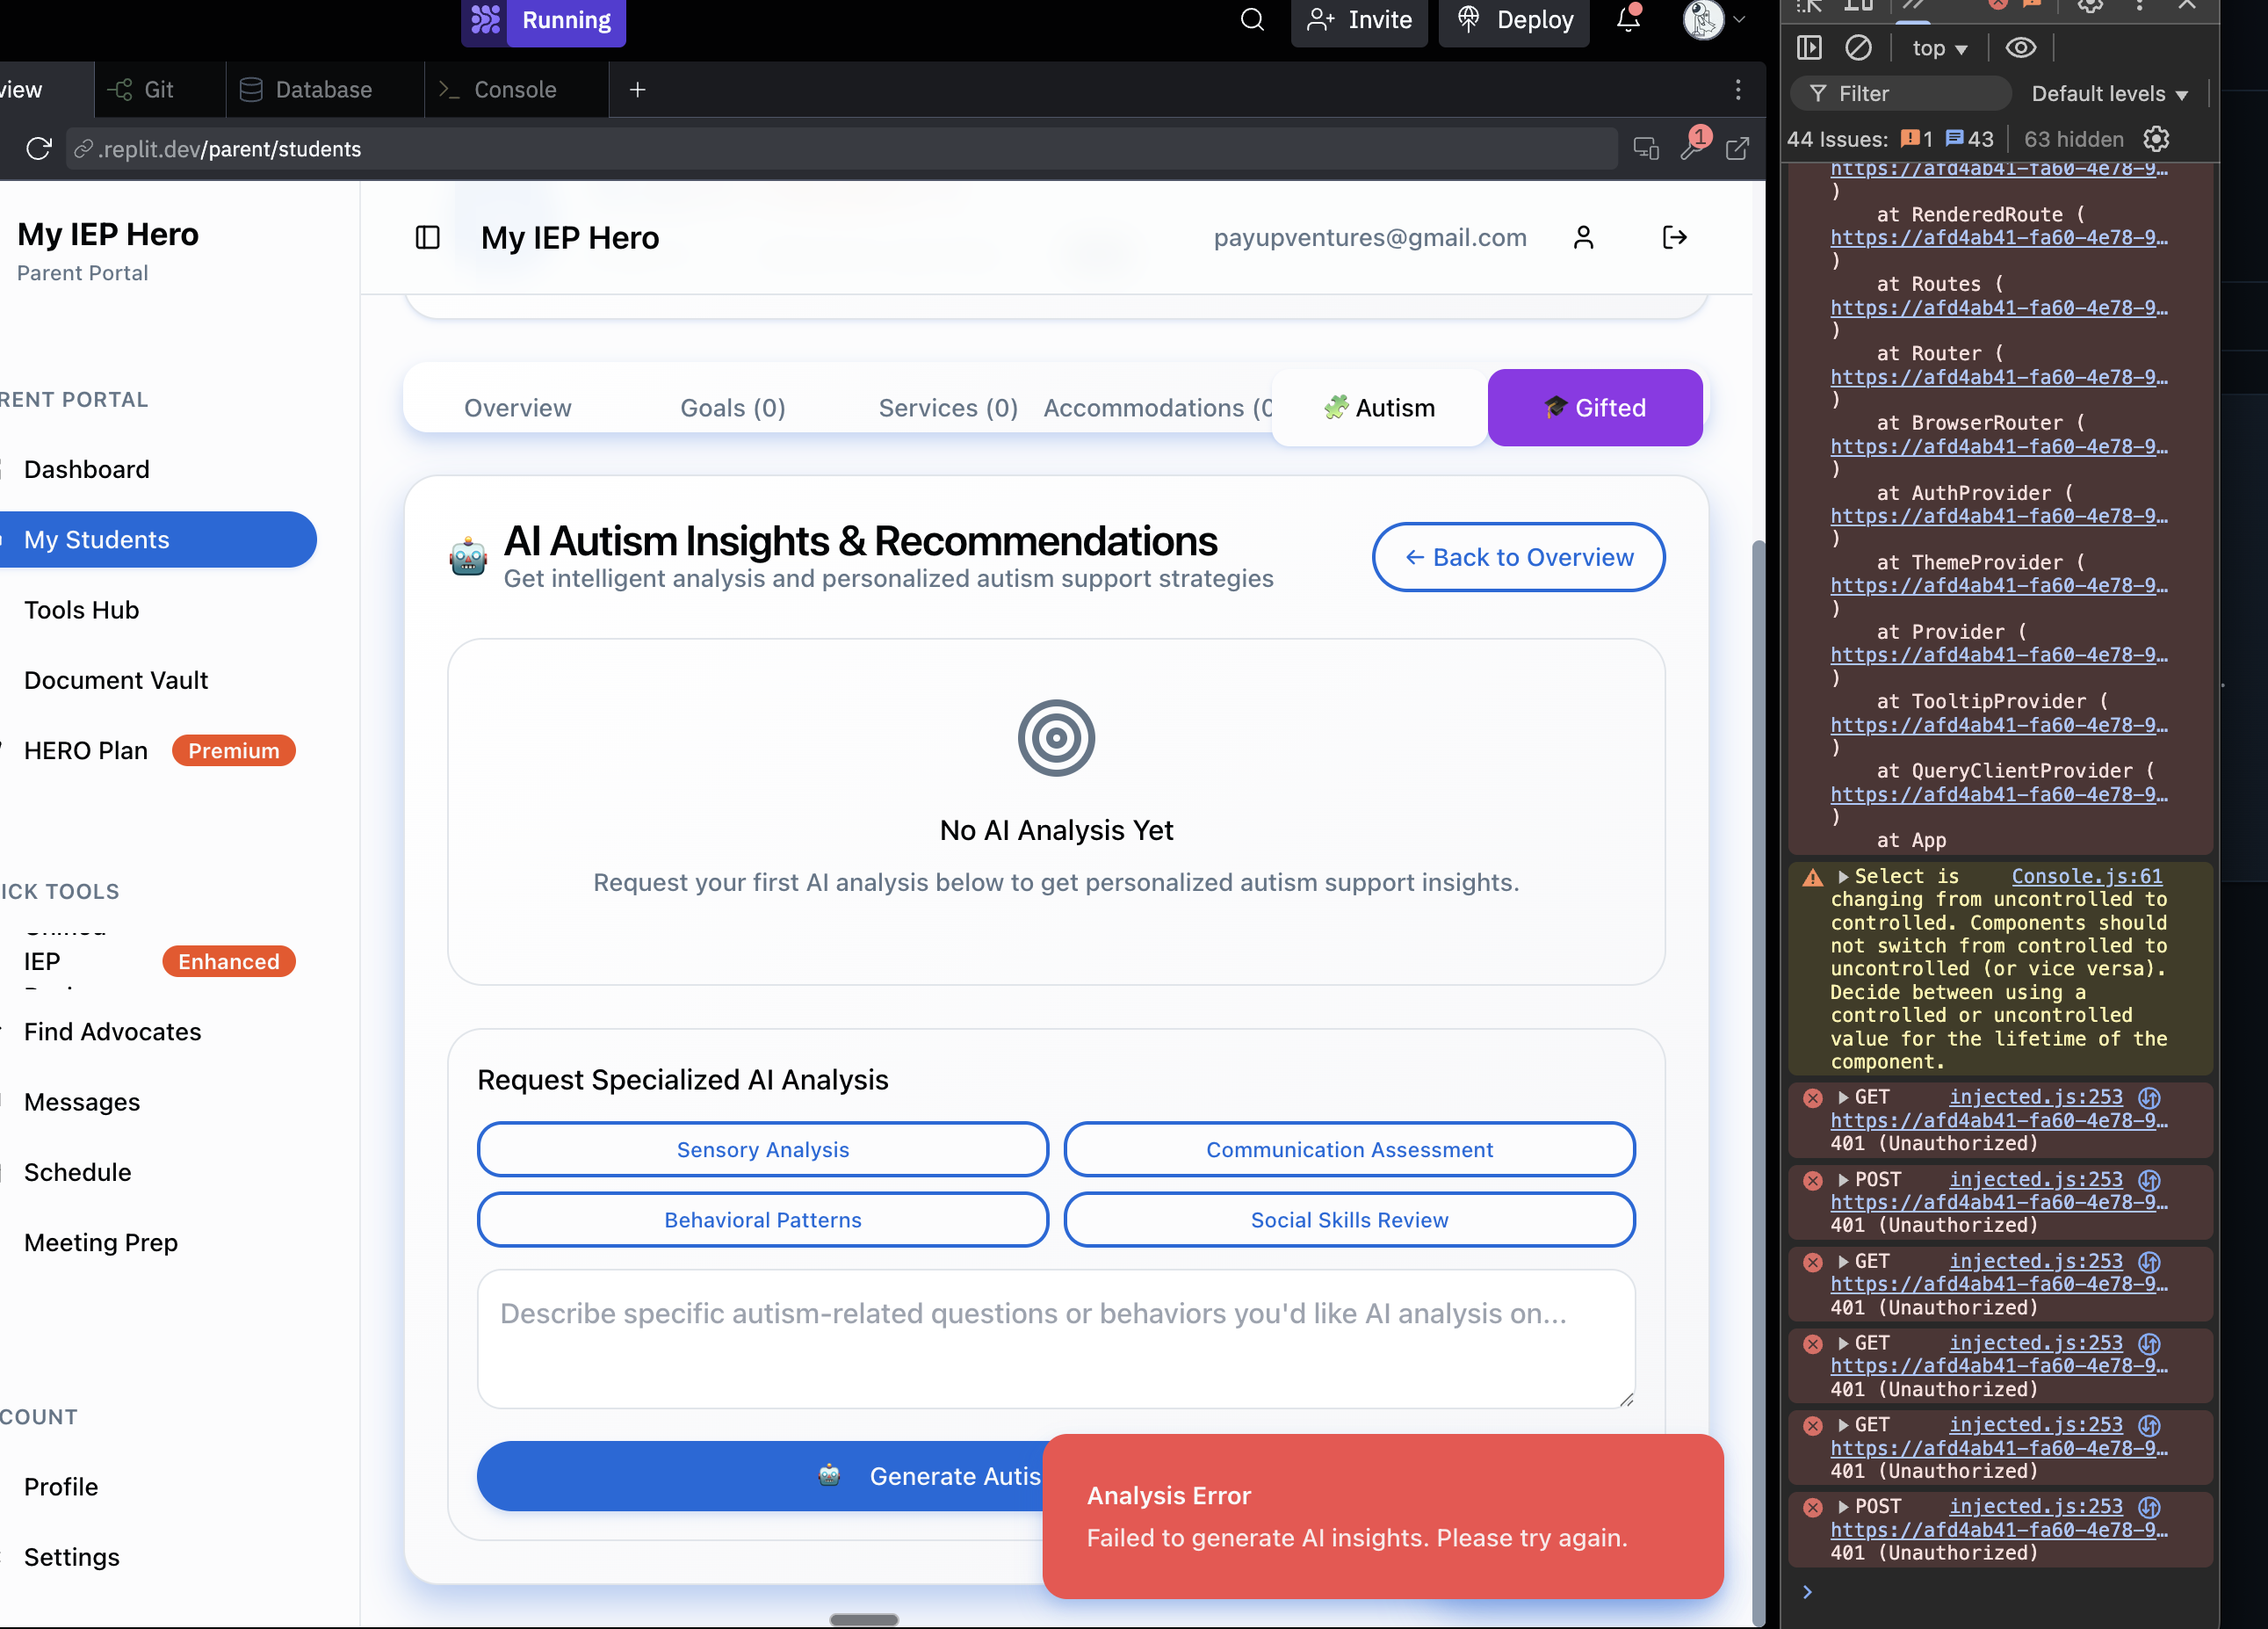 Running
Invite
Deploy
view
Git
Database
Console
.replit.dev/parent/students
1
My IEP Hero
Parent Portal
RENT PORTAL
Dashboard
My Students
Tools Hub
Document Vault
HERO Plan
Premium
ICK TOOLS
IEP
Enhanced
Find Advocates
Messages
Schedule
Meeting Prep
COUNT
Profile
Settings
My IEP Hero
payupventures@gmail.com
Overview
Goals (0)
Services (0)
Accommodations (0
Autism
Gifted
AI Autism Insights & Recommendations
Get intelligent analysis and personalized autism support strategies
← Back to Overview
No AI Analysis Yet
Request your first AI analysis below to get personalized autism support insights.
Request Specialized AI Analysis
Sensory Analysis
Communication Assessment
Behavioral Patterns
Social Skills Review
Describe specific autism-related questions or behaviors you'd like AI analysis on...
Generate Autis
Analysis Error
Failed to generate AI insights. Please try again.
top
Filter
Default levels
44 Issues: 1 43
63 hidden
https://afd4ab41-fa60-4e78-9…
)
at RenderedRoute (
https://afd4ab41-fa60-4e78-9…
)
at Routes (
https://afd4ab41-fa60-4e78-9…
)
at Router (
https://afd4ab41-fa60-4e78-9…
)
at BrowserRouter (
https://afd4ab41-fa60-4e78-9…
)
at AuthProvider (
https://afd4ab41-fa60-4e78-9…
)
at ThemeProvider (
https://afd4ab41-fa60-4e78-9…
)
at Provider (
https://afd4ab41-fa60-4e78-9…
)
at TooltipProvider (
https://afd4ab41-fa60-4e78-9…
)
at QueryClientProvider (
https://afd4ab41-fa60-4e78-9…
)
at App
Select is Console.js:61
changing from uncontrolled to
controlled. Components should
not switch from controlled to
uncontrolled (or vice versa).
Decide between using a
controlled or uncontrolled
value for the lifetime of the
component.
GET injected.js:253
https://afd4ab41-fa60-4e78-9…
401 (Unauthorized)
POST injected.js:253
https://afd4ab41-fa60-4e78-9…
401 (Unauthorized)
GET injected.js:253
https://afd4ab41-fa60-4e78-9…
401 (Unauthorized)
GET injected.js:253
https://afd4ab41-fa60-4e78-9…
401 (Unauthorized)
GET injected.js:253
https://afd4ab41-fa60-4e78-9…
401 (Unauthorized)
POST injected.js:253
https://afd4ab41-fa60-4e78-9…
401 (Unauthorized)